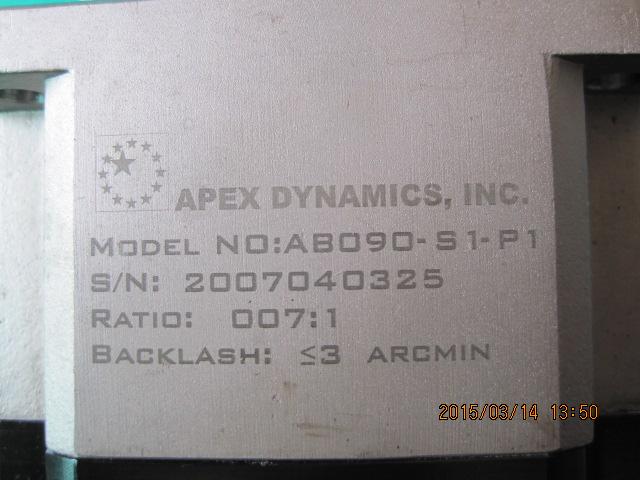 APEX DYNAMICS, INC.
MODEL NO:AB090-S1-P1
S/N: 2007040325
RATIO: 007:1
BACKLASH: ≤3 ARCMIN
2015/03/14 13:50